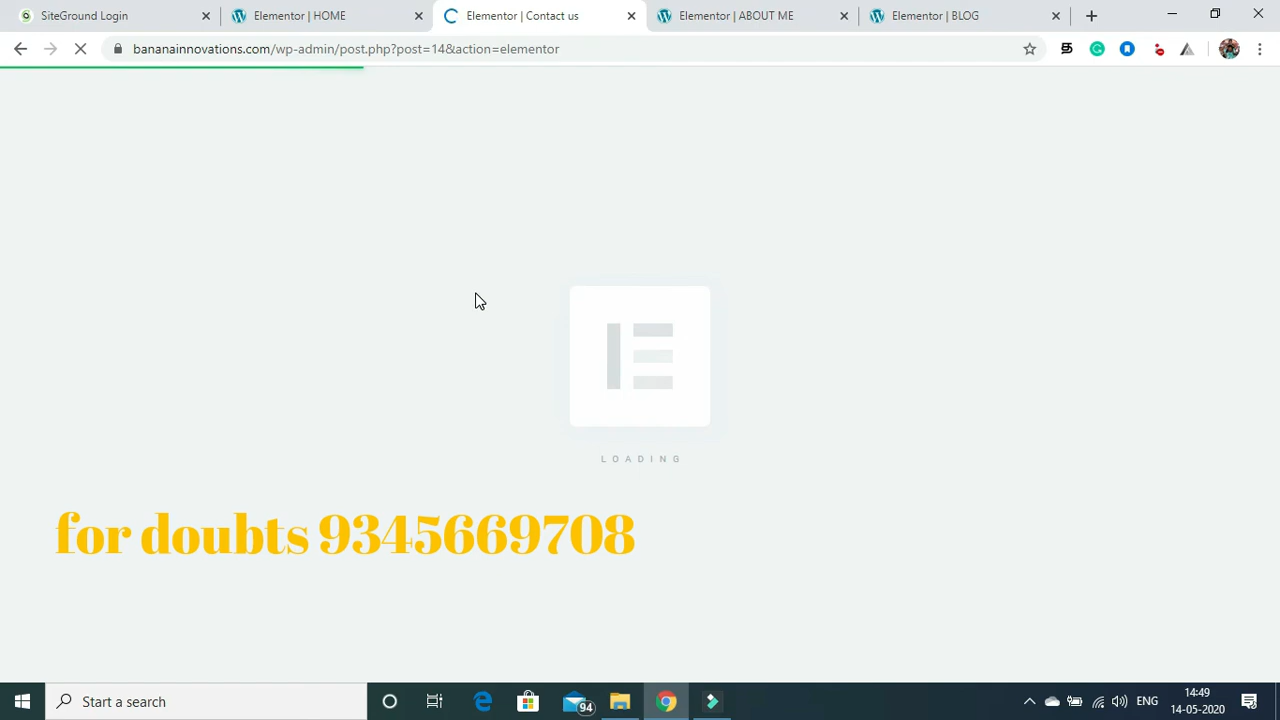 SiteGround Login
Elementor | HOME
Elementor | Contact us
Elementor | ABOUT ME
Elementor | BLOG
bananainnovations.com/wp-admin/post.php?post=14&action=elementor
LOADING
for doubts 9345669708
Start a search
94
ENG
14:49
14-05-2020